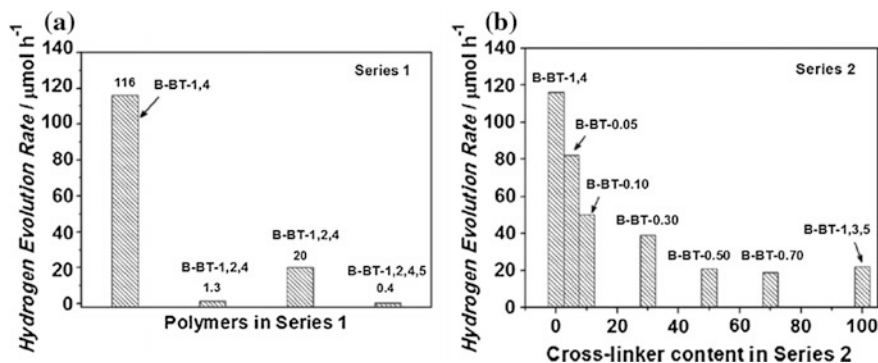 (a)
Hydrogen Evolution Rate / μmol h⁻¹
140
120
100
80
60
40
20
0
Series 1
116
B-BT-1,4
B-BT-1,2,4
1.3
B-BT-1,2,4
20
B-BT-1,2,4,5
0.4
Polymers in Series 1
(b)
Hydrogen Evolution Rate / μmol h⁻¹
140
120
100
80
60
40
20
0
Series 2
B-BT-1,4
B-BT-0.05
B-BT-0.10
B-BT-0.30
B-BT-0.50
B-BT-0.70
B-BT-1,3,5
0 20 40 60 80 100
Cross-linker content in Series 2